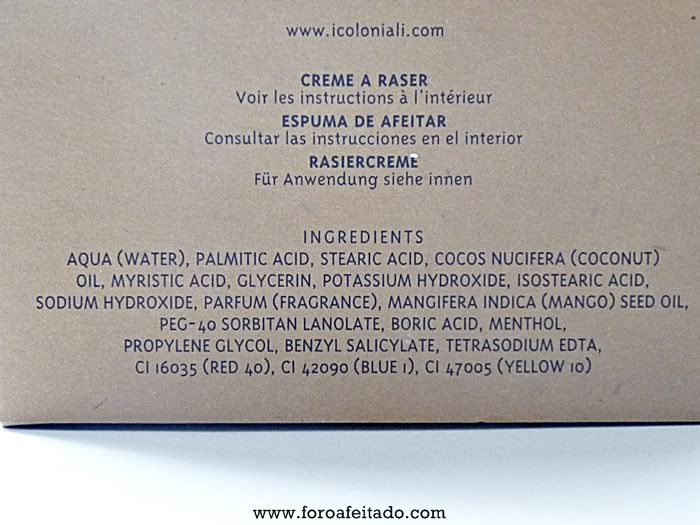 www.icoloniali.com
CREME A RASER
Voir les instructions à l'intérieur
ESPUMA DE AFEITAR
Consultar las instrucciones en el interior
RASIERCREME
Für Anwendung siehe innen
INGREDIENTS
AQUA (WATER), PALMITIC ACID, STEARIC ACID, COCOS NUCIFERA (COCONUT)
OIL, MYRISTIC ACID, GLYCERIN, POTASSIUM HYDROXIDE, ISOSTEARIC ACID,
SODIUM HYDROXIDE, PARFUM (FRAGRANCE), MANGIFERA INDICA (MANGO) SEED OIL,
PEG-40 SORBITAN LANOLATE, BORIC ACID, MENTHOL,
PROPYLENE GLYCOL, BENZYL SALICYLATE, TETRASODIUM EDTA,
CI 16035 (RED 40), CI 42090 (BLUE 1), CI 47005 (YELLOW 10)
www.foroafeitado.com